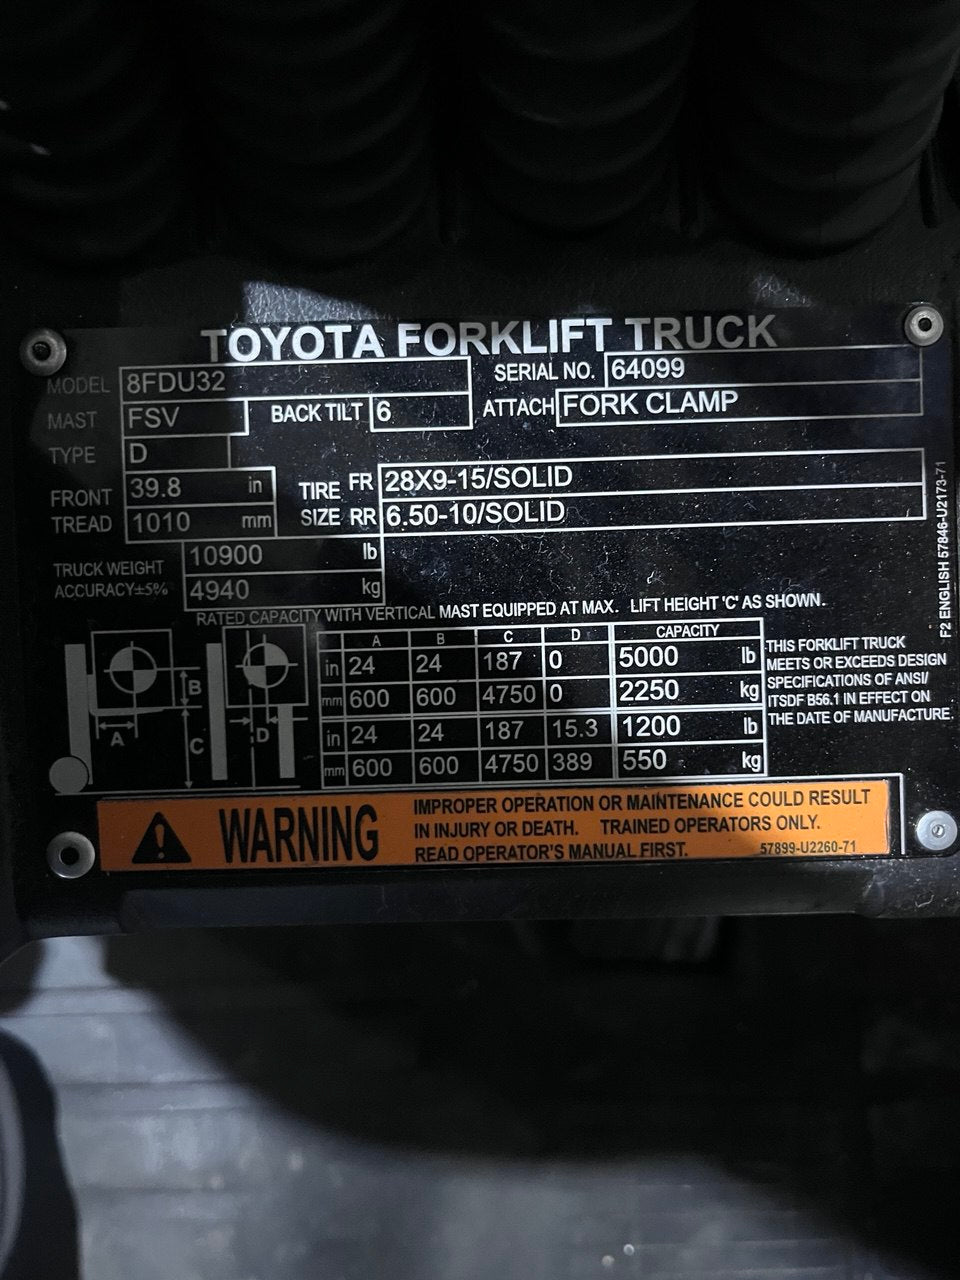 TOYOTA FORKLIFT TRUCK
MODEL 8FDU32 SERIAL NO. 64099
MAST FSV BACK TILT 6 ATTACH FORK CLAMP
TYPE D
FRONT TREAD 39.8 in TIRE SIZE FR 28X9-15/SOLID
1010 mm RR 6.50-10/SOLID
TRUCK WEIGHT 10900 lb
ACCURACY±5% 4940 kg
RATED CAPACITY WITH VERTICAL MAST EQUIPPED AT MAX. LIFT HEIGHT 'C' AS SHOWN.
A B C D CAPACITY
in 24 24 187 0 5000 lb
mm 600 600 4750 0 2250 kg
in 24 24 187 15.3 1200 lb
mm 600 600 4750 389 550 kg
A B C D
THIS FORKLIFT TRUCK
MEETS OR EXCEEDS DESIGN
SPECIFICATIONS OF ANSI/
ITSDF B56.1 IN EFFECT ON
THE DATE OF MANUFACTURE.
F2 ENGLISH 57846-U2173-71
WARNING
IMPROPER OPERATION OR MAINTENANCE COULD RESULT
IN INJURY OR DEATH. TRAINED OPERATORS ONLY.
READ OPERATOR'S MANUAL FIRST. 57899-U2260-71